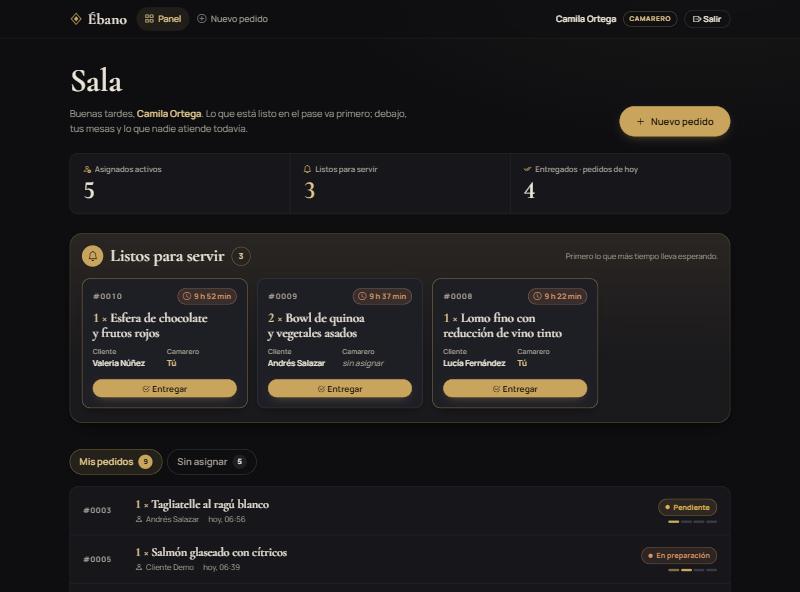 Ébano
Panel
Nuevo pedido
Camila Ortega
CAMARERO
Salir
Sala
Buenas tardes, Camila Ortega. Lo que está listo en el pase va primero; debajo,
tus mesas y lo que nadie atiende todavía.
Nuevo pedido
Asignados activos
5
Listos para servir
3
Entregados · pedidos de hoy
4
Listos para servir
3
Primero lo que más tiempo lleva esperando.
#0010
9 h 52 min
1 × Esfera de chocolate
y frutos rojos
Cliente
Camarero
Valeria Núñez
Tú
Entregar
#0009
9 h 37 min
2 × Bowl de quinoa
y vegetales asados
Cliente
Camarero
Andrés Salazar
sin asignar
Entregar
#0008
9 h 22 min
1 × Lomo fino con
reducción de vino tinto
Cliente
Camarero
Lucía Fernández
Tú
Entregar
Mis pedidos
9
Sin asignar
5
#0003
1 × Tagliatelle al ragú blanco
Andrés Salazar
hoy, 06:56
Pendiente
#0005
1 × Salmón glaseado con cítricos
Cliente Demo
hoy, 06:39
En preparación